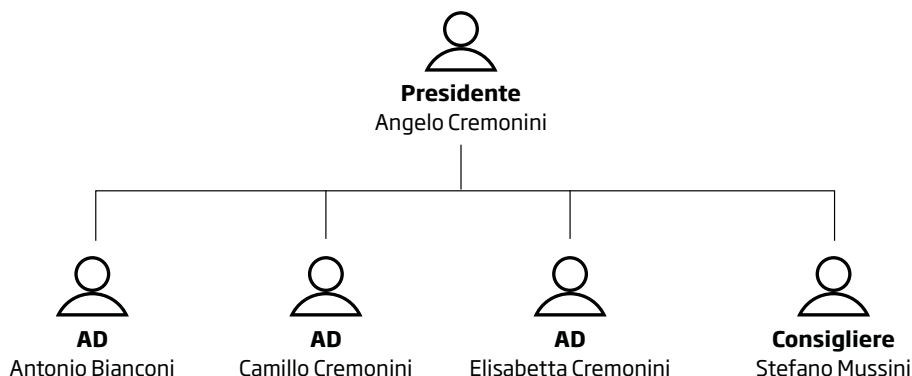 Presidente
Angelo Cremonini
AD
Antonio Bianconi
AD
Camillo Cremonini
AD
Elisabetta Cremonini
Consigliere
Stefano Mussini